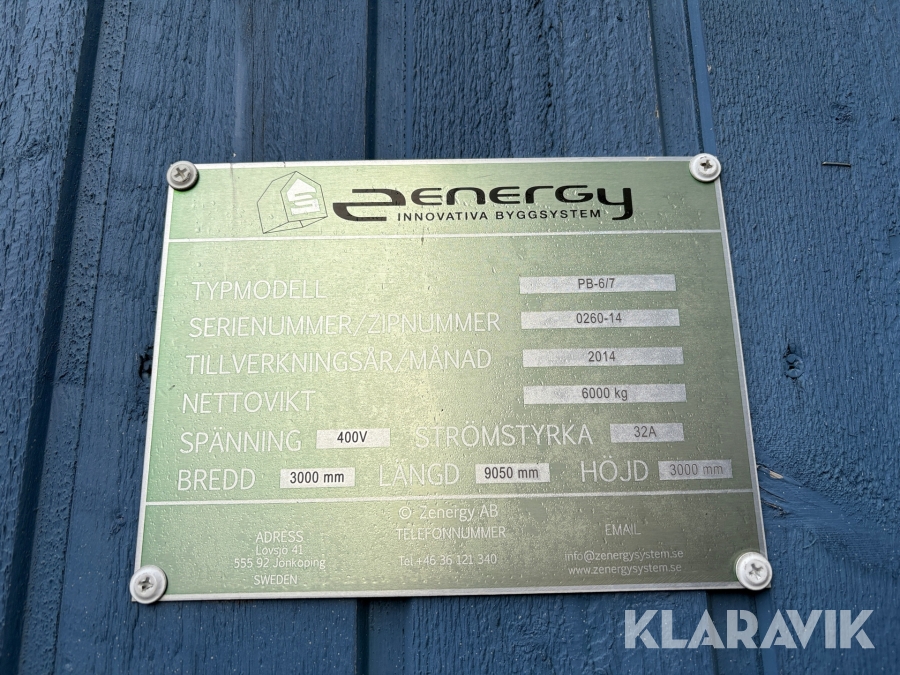 zenergy
INNOVATIVA BYGGSYSTEM
TYPMODELL PB-6/7
SERIENUMMER/ZIPNUMMER 0260-14
TILLVERKNINGSÅR/MÅNAD 2014
NETTOVIKT 6000 kg
SPÄNNING 400V STRÖMSTYRKA 32A
BREDD 3000 mm LÄNGD 9050 mm HÖJD 3000 mm
© Zenergy AB
ADRESS TELEFONNUMMER EMAIL
Lovsjö 41
555 92 Jönköping Tel +46 36 121 340 info@zenergysystem.se
SWEDEN www.zenergysystem.se
KLARAVIK